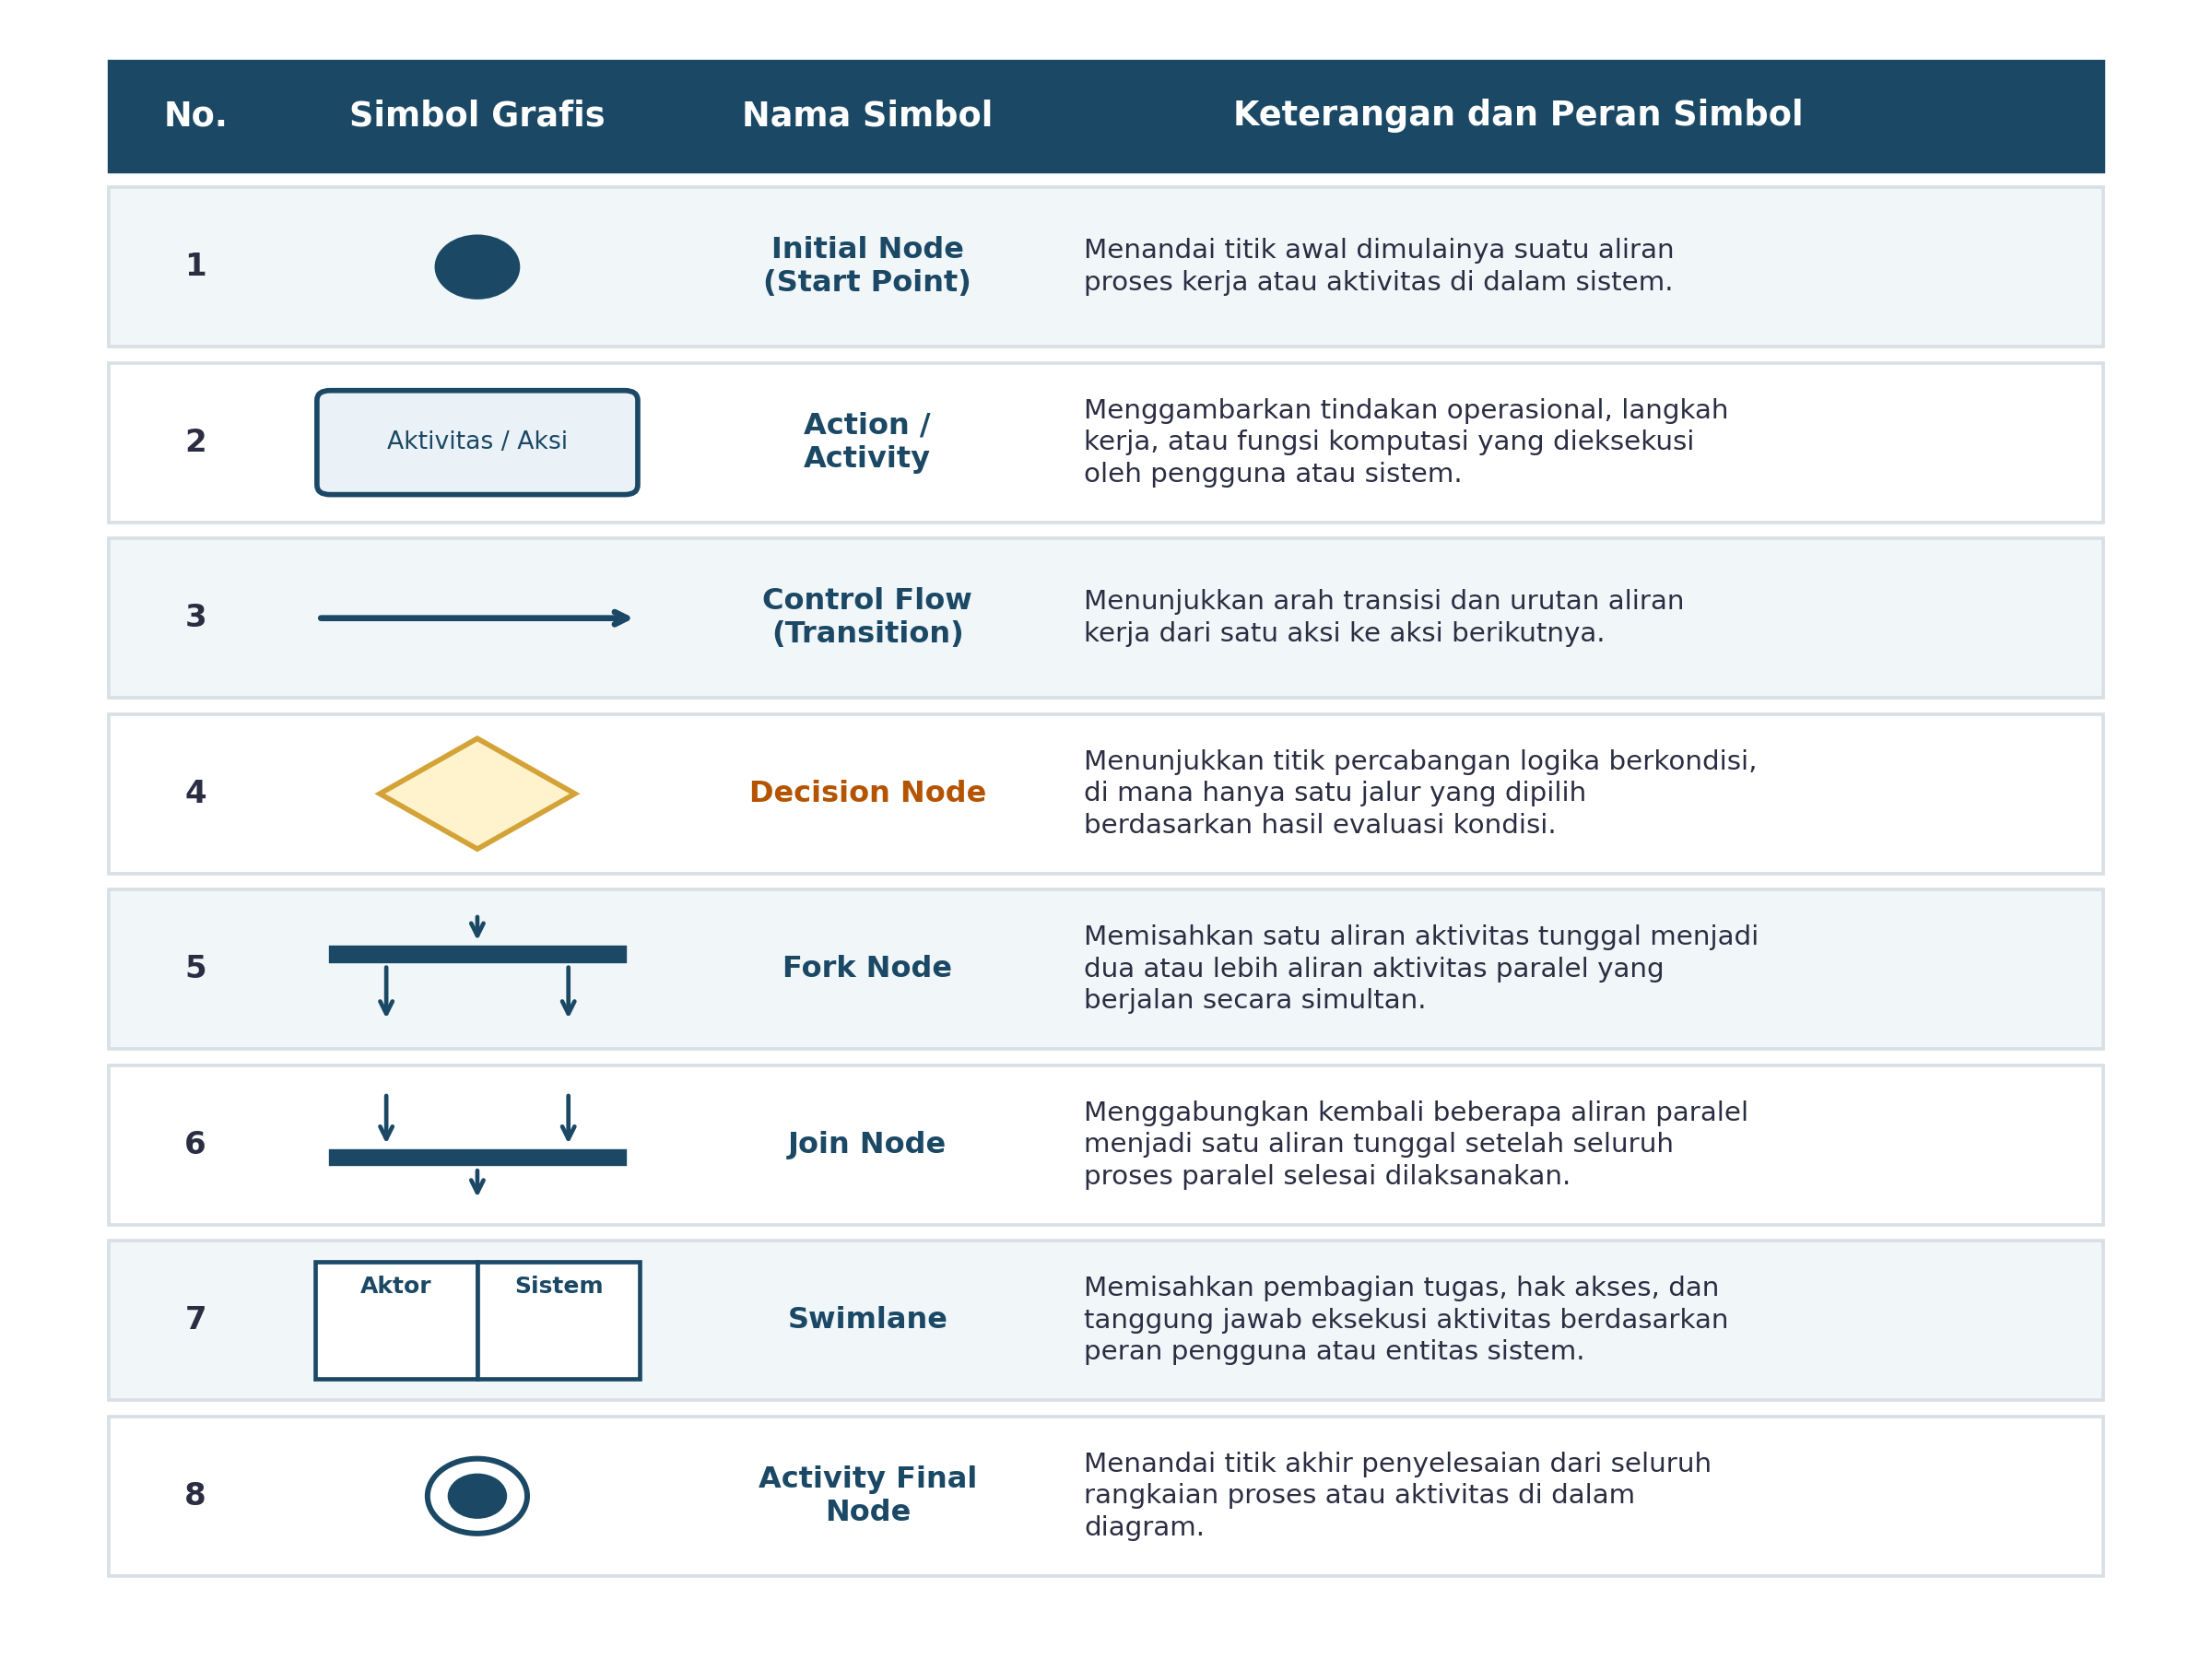 No. Simbol Grafis Nama Simbol Keterangan dan Peran Simbol
1
Initial Node
(Start Point)
Menandai titik awal dimulainya suatu aliran
proses kerja atau aktivitas di dalam sistem.
2
Aktivitas / Aksi
Action /
Activity
Menggambarkan tindakan operasional, langkah
kerja, atau fungsi komputasi yang dieksekusi
oleh pengguna atau sistem.
3
Control Flow
(Transition)
Menunjukkan arah transisi dan urutan aliran
kerja dari satu aksi ke aksi berikutnya.
4
Decision Node
Menunjukkan titik percabangan logika berkondisi,
di mana hanya satu jalur yang dipilih
berdasarkan hasil evaluasi kondisi.
5
Fork Node
Memisahkan satu aliran aktivitas tunggal menjadi
dua atau lebih aliran aktivitas paralel yang
berjalan secara simultan.
6
Join Node
Menggabungkan kembali beberapa aliran paralel
menjadi satu aliran tunggal setelah seluruh
proses paralel selesai dilaksanakan.
7
Aktor Sistem
Swimlane
Memisahkan pembagian tugas, hak akses, dan
tanggung jawab eksekusi aktivitas berdasarkan
peran pengguna atau entitas sistem.
8
Activity Final
Node
Menandai titik akhir penyelesaian dari seluruh
rangkaian proses atau aktivitas di dalam
diagram.